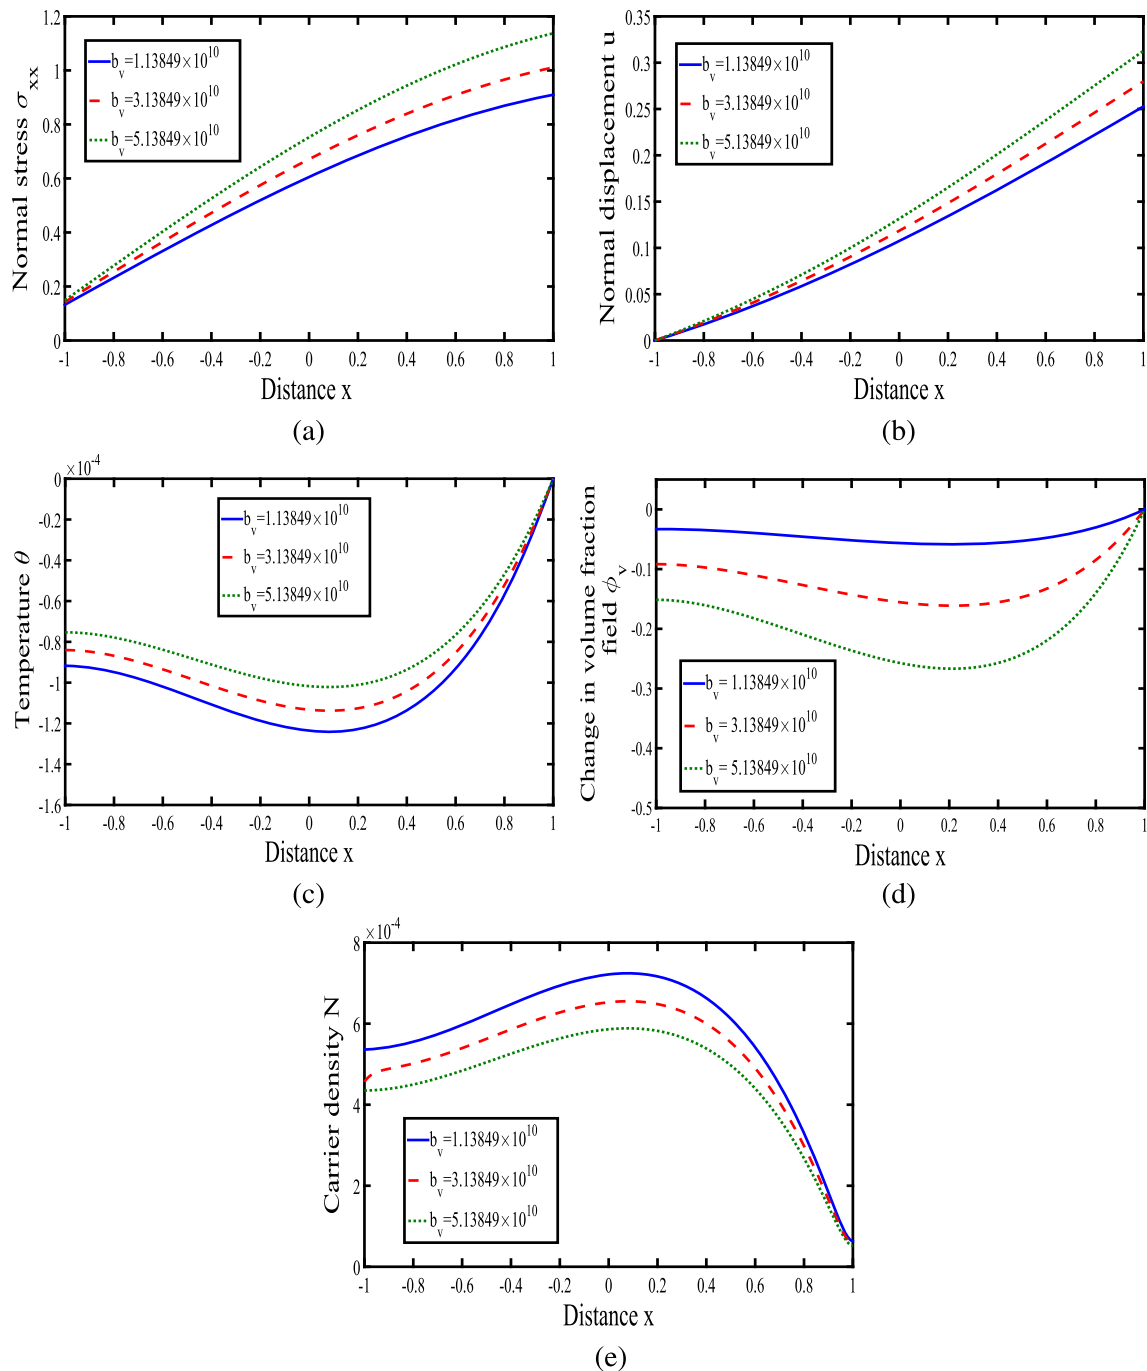 1.2
1
0.8
0.6
0.4
0.2
0
Normal stress σxx
b_v=1.13849×10^10
b_v=3.13849×10^10
b_v=5.13849×10^10
-1 -0.8 -0.6 -0.4 -0.2 0 0.2 0.4 0.6 0.8 1
Distance x
(a)
0.35
0.3
0.25
0.2
0.15
0.1
0.05
0
Normal displacement u
b_v=1.13849×10^10
b_v=3.13849×10^10
b_v=5.13849×10^10
-1 -0.8 -0.6 -0.4 -0.2 0 0.2 0.4 0.6 0.8 1
Distance x
(b)
×10^-4
0
-0.2
-0.4
-0.6
-0.8
-1
-1.2
-1.4
-1.6
Temperature θ
b_v=1.13849×10^10
b_v=3.13849×10^10
b_v=5.13849×10^10
-1 -0.8 -0.6 -0.4 -0.2 0 0.2 0.4 0.6 0.8 1
Distance x
(c)
0
-0.1
-0.2
-0.3
-0.4
-0.5
Change in volume fraction
field ϕ_v
b_v= 1.13849×10^10
b_v= 3.13849×10^10
b_v= 5.13849×10^10
-1 -0.8 -0.6 -0.4 -0.2 0 0.2 0.4 0.6 0.8 1
Distance x
(d)
×10^-4
8
6
4
2
0
Carrier density N
b_v=1.13849×10^10
b_v=3.13849×10^10
b_v=5.13849×10^10
-1 -0.8 -0.6 -0.4 -0.2 0 0.2 0.4 0.6 0.8 1
Distance x
(e)